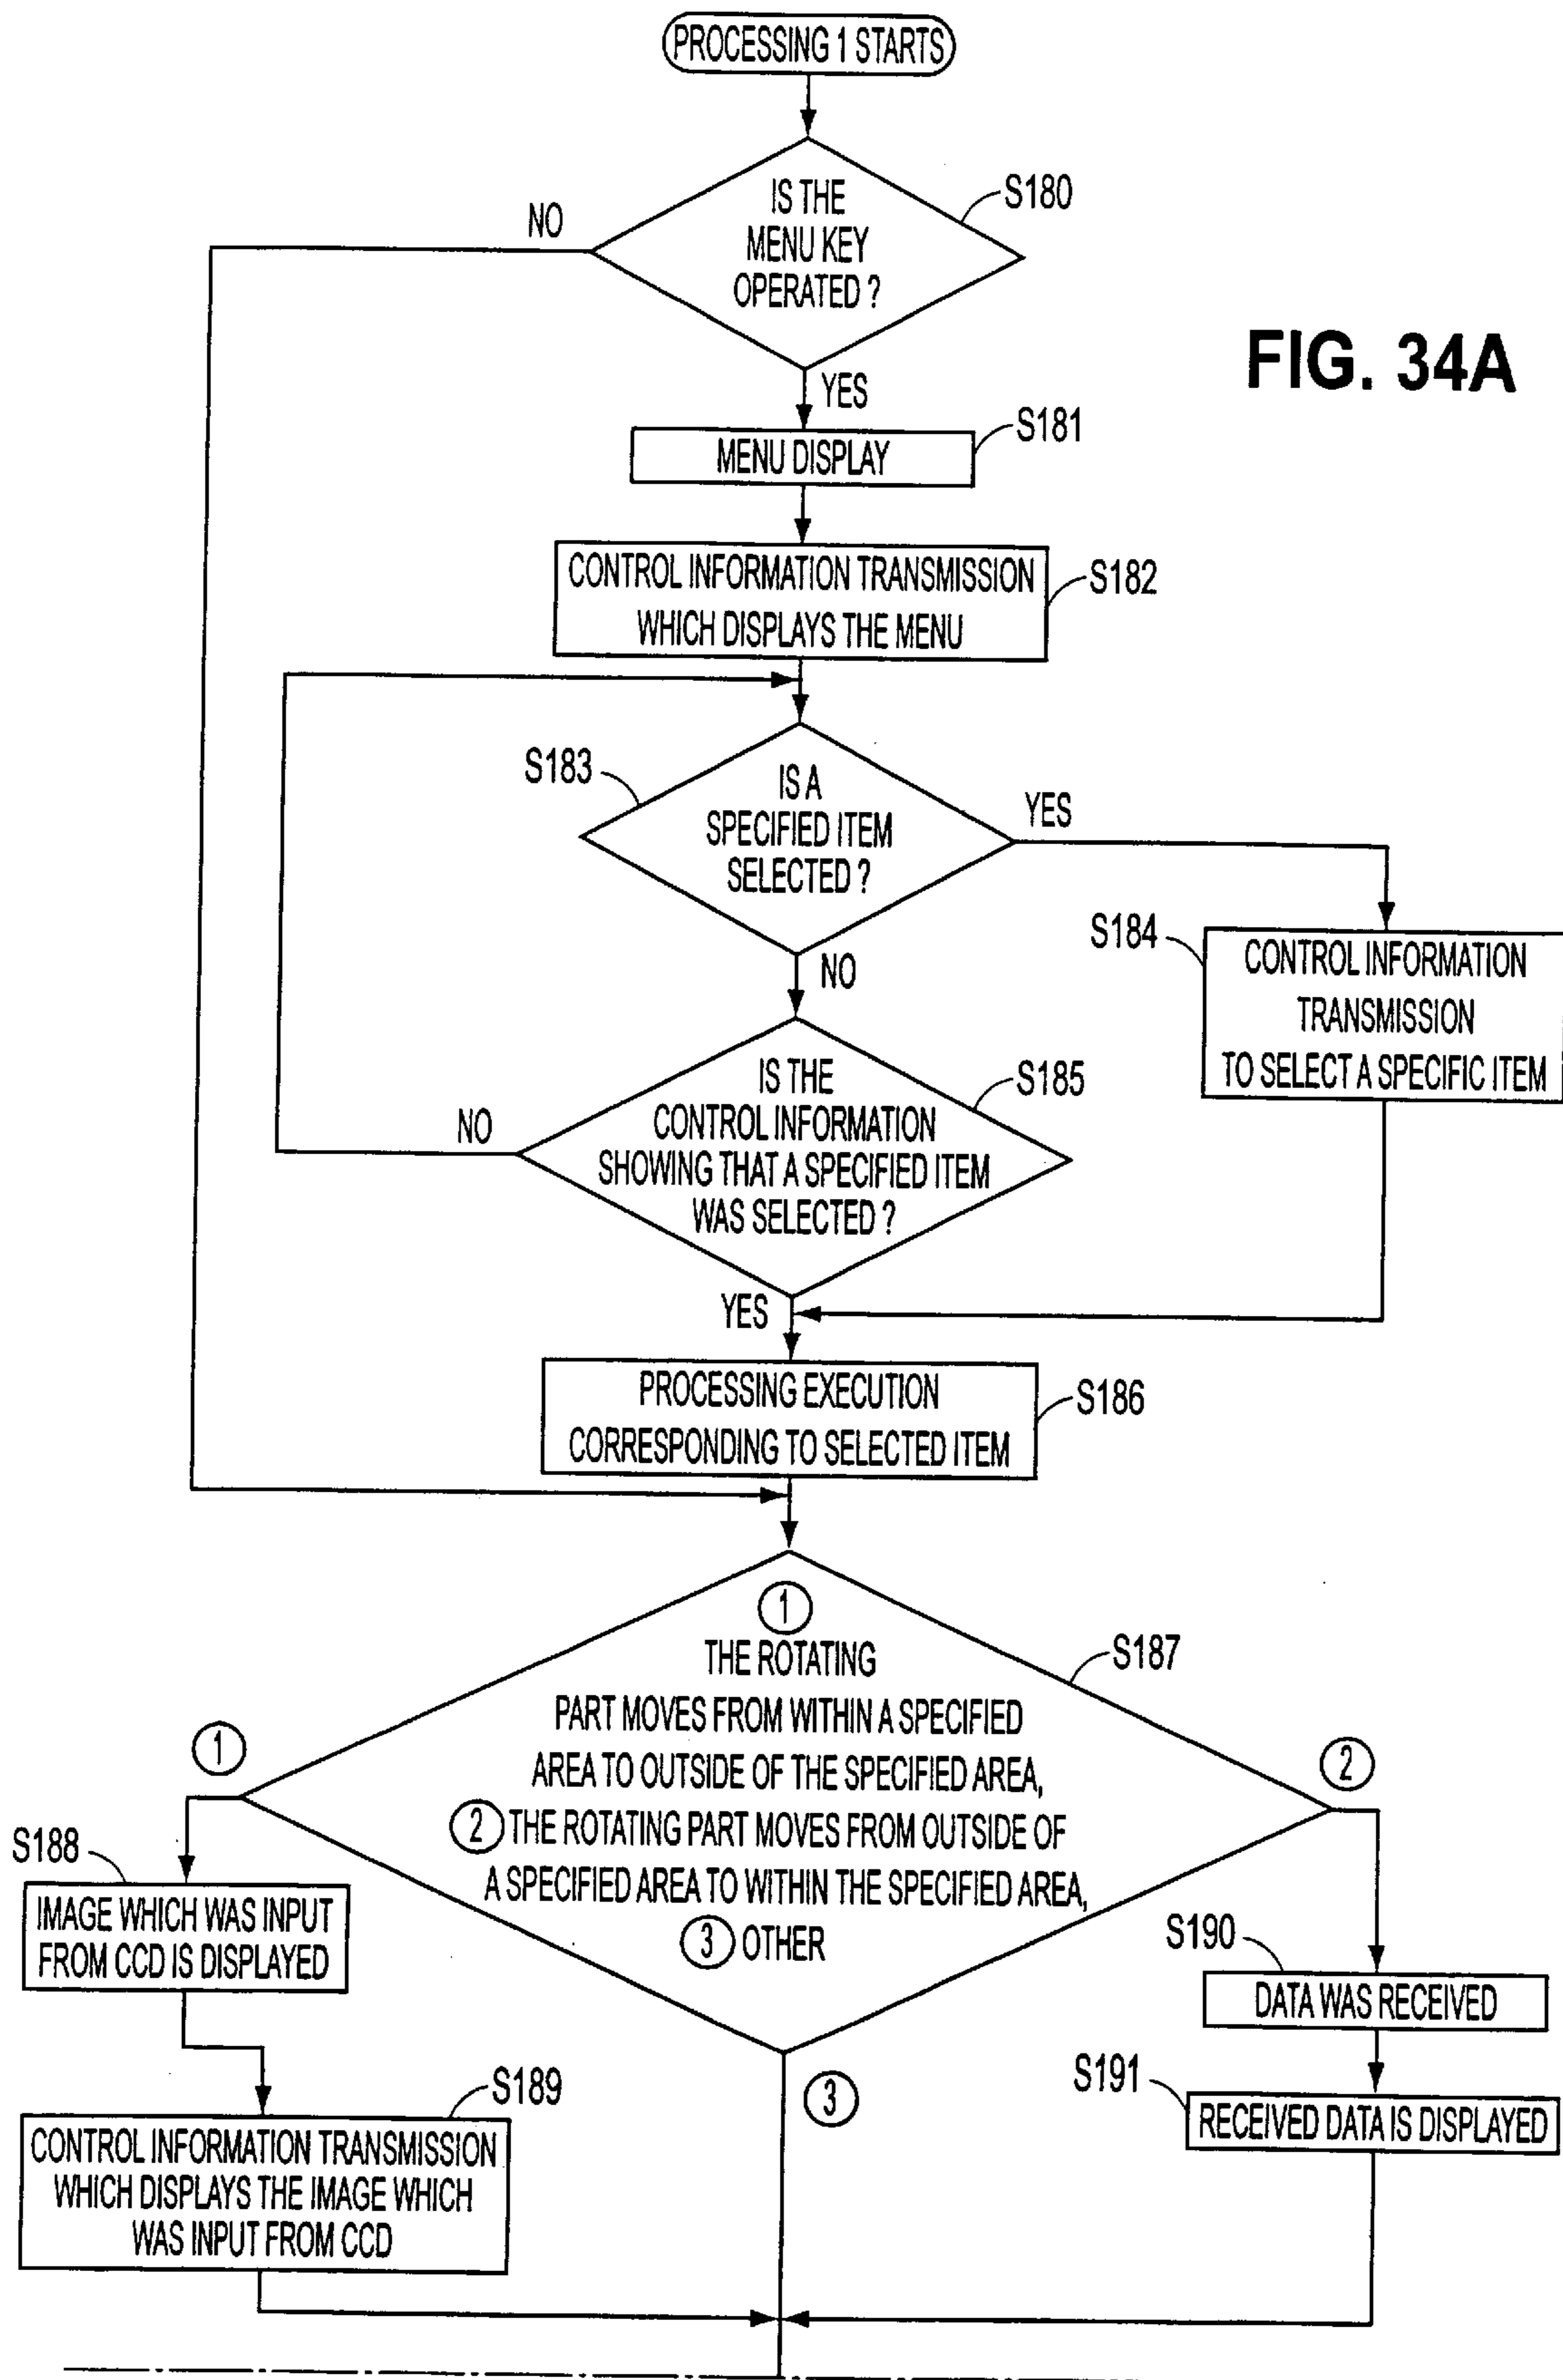 PROCESSING 1 STARTS
IS THE
MENU KEY
OPERATED ?
S180
NO
FIG. 34A
YES
MENU DISPLAY
S181
CONTROL INFORMATION TRANSMISSION
WHICH DISPLAYS THE MENU
S182
S183
IS A
SPECIFIED ITEM
SELECTED ?
YES
NO
S184
CONTROL INFORMATION
TRANSMISSION
TO SELECT A SPECIFIC ITEM
IS THE
CONTROL INFORMATION
SHOWING THAT A SPECIFIED ITEM
WAS SELECTED ?
S185
NO
YES
PROCESSING EXECUTION
CORRESPONDING TO SELECTED ITEM
S186
1
THE ROTATING
PART MOVES FROM WITHIN A SPECIFIED
AREA TO OUTSIDE OF THE SPECIFIED AREA,
2 THE ROTATING PART MOVES FROM OUTSIDE OF
A SPECIFIED AREA TO WITHIN THE SPECIFIED AREA,
3 OTHER
S187
1
2
3
S188
IMAGE WHICH WAS INPUT
FROM CCD IS DISPLAYED
S189
CONTROL INFORMATION TRANSMISSION
WHICH DISPLAYS THE IMAGE WHICH
WAS INPUT FROM CCD
S190
DATA WAS RECEIVED
S191
RECEIVED DATA IS DISPLAYED